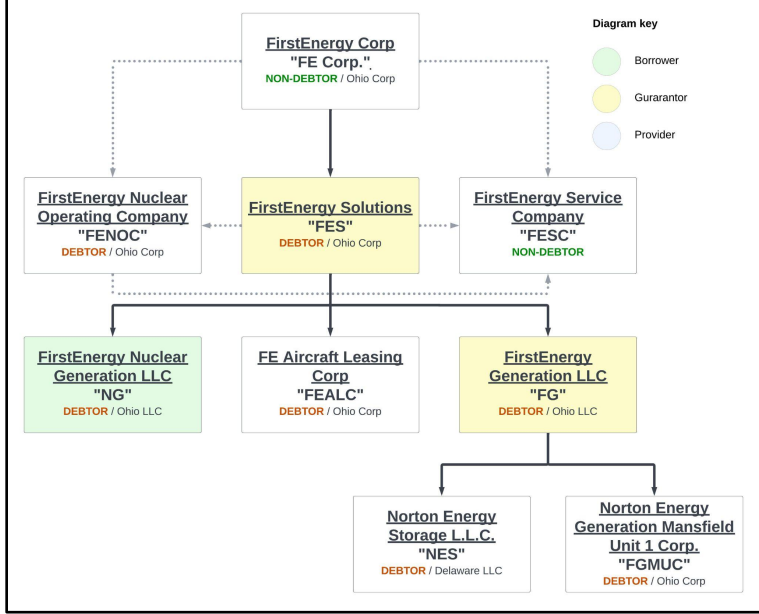 FirstEnergy Corp
"FE Corp."
NON-DEBTOR / Ohio Corp
Diagram key
Borrower
Gurarantor
Provider
FirstEnergy Nuclear
Operating Company
"FENOC"
DEBTOR / Ohio Corp
FirstEnergy Solutions
"FES"
DEBTOR / Ohio Corp
FirstEnergy Service
Company
"FESC"
NON-DEBTOR
FirstEnergy Nuclear
Generation LLC
"NG"
DEBTOR / Ohio LLC
FE Aircraft Leasing
Corp
"FEALC"
DEBTOR / Ohio Corp
FirstEnergy
Generation LLC
"FG"
DEBTOR / Ohio LLC
Norton Energy
Storage L.L.C.
"NES"
DEBTOR / Delaware LLC
Norton Energy
Generation Mansfield
Unit 1 Corp.
"FGMUC"
DEBTOR / Ohio Corp